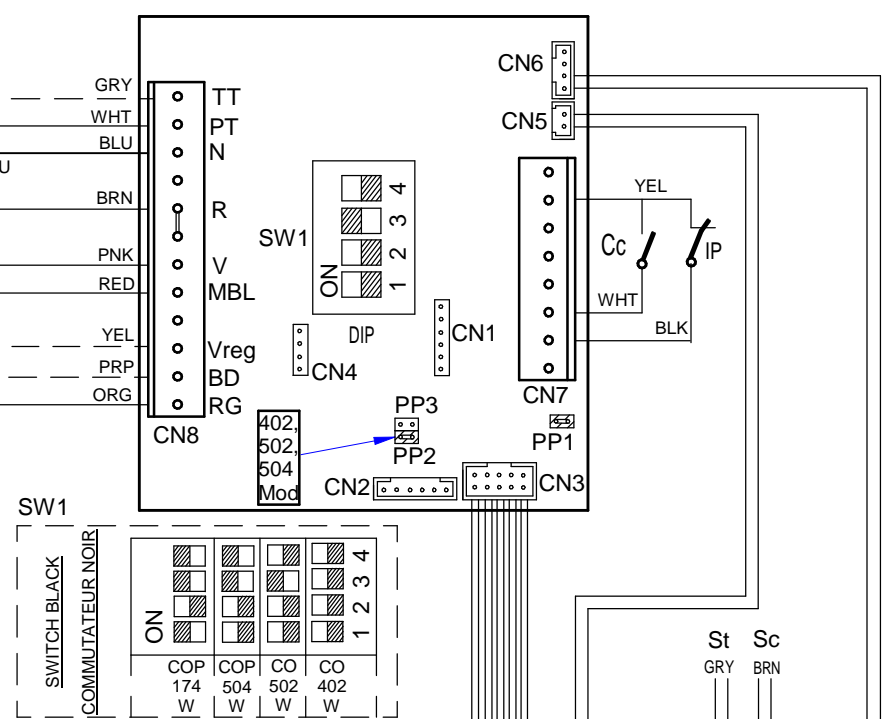 CN6
CN5
GRY
WHT
BLU
U
BRN
PNK
RED
YEL
PRP
ORG
TT
PT
N
R
V
MBL
Vreg
BD
RG
CN8
SW1
ON
4
3
2
1
DIP
CN4
CN1
YEL
Cc
IP
WHT
BLK
CN7
PP3
PP2
PP1
402,
502,
504
Mod
CN2
CN3
SW1
SWITCH BLACK
COMMUTATEUR NOIR
ON
4
3
2
1
COP
174
W
COP
504
W
CO
502
W
CO
402
W
St
GRY
Sc
BRN